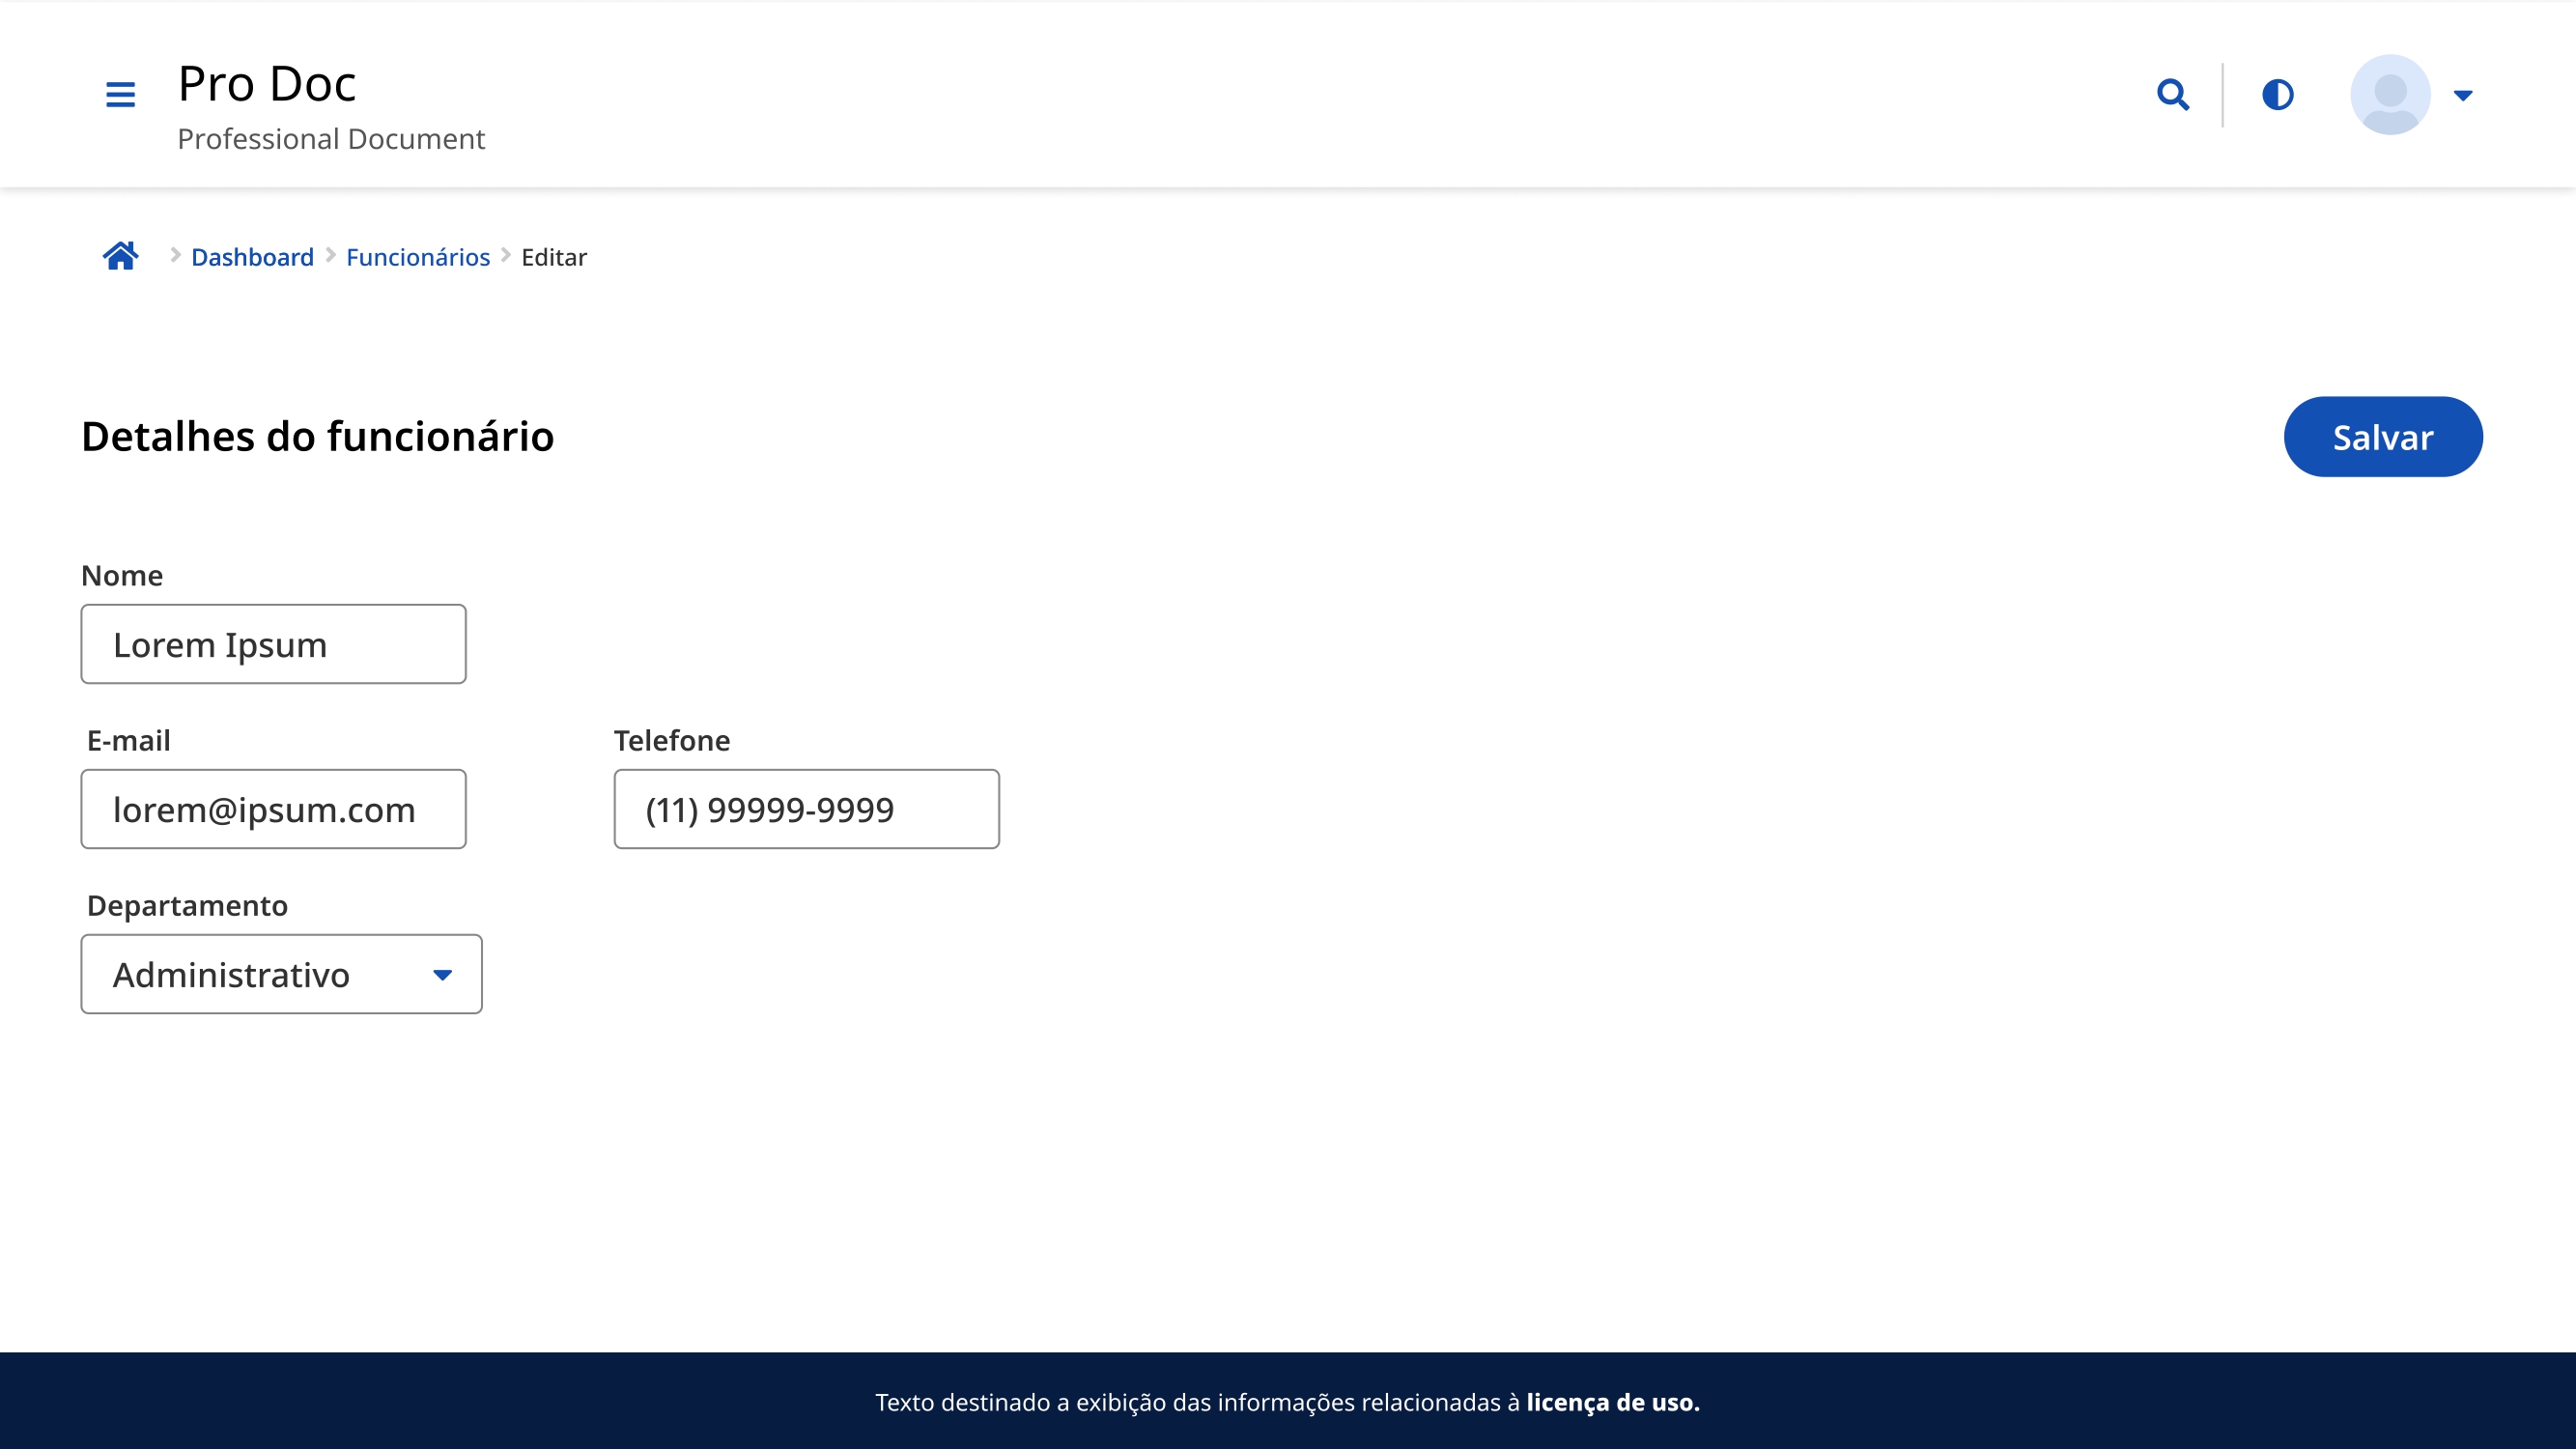 Pro Doc
Professional Document
Dashboard Funcionários Editar
Detalhes do funcionário
Salvar
Nome
Lorem Ipsum
E-mail
Telefone
lorem@ipsum.com
(11) 99999-9999
Departamento
Administrativo
Texto destinado a exibição das informações relacionadas à licença de uso.